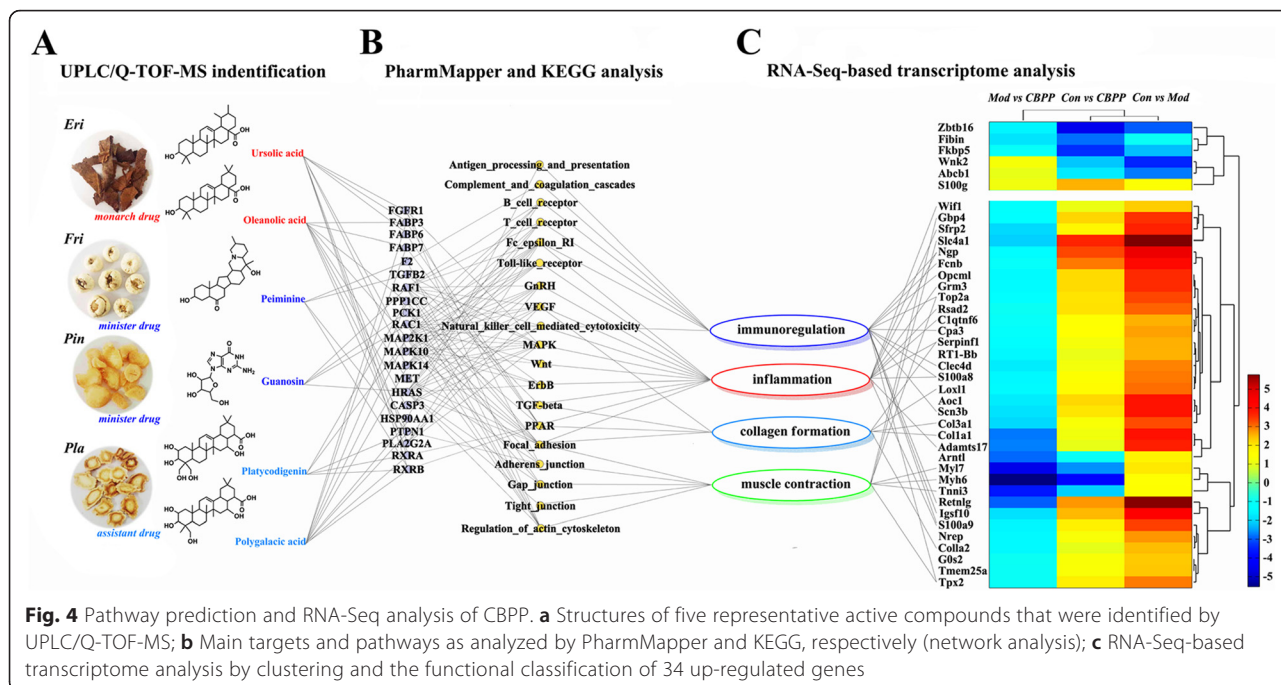 A
UPLC/Q-TOF-MS indentification
Eri
monarch drug
Ursolic acid
Oleanolic acid
Fri
minister drug
Peiminine
Pin
minister drug
Guanosin
Pla
assistant drug
Platycodigenin
Polygalacic acid
B
PharmMapper and KEGG analysis
FGFR1
FABP3
FABP6
FABP7
F2
TGFB2
RAF1
PPP1CC
PCK1
RAC1
MAP2K1
MAPK10
MAPK14
MET
HRAS
CASP3
HSP90AA1
PTPN1
PLA2G2A
RXRA
RXRB
Antigen_processing_and_presentation
Complement_and_coagulation_cascades
B_cell_receptor
T_cell_receptor
Fc_epsilon_RI
Toll-like_receptor
GnRH
VEGF
Natural_killer_cell_mediated_cytotoxicity
MAPK
Wnt
ErbB
TGF-beta
PPAR
Focal_adhesion
Adherens_junction
Gap_junction
Tight_junction
Regulation_of_actin_cytoskeleton
immunoregulation
inflammation
collagen formation
muscle contraction
C
RNA-Seq-based transcriptome analysis
Mod vs CBPP Con vs CBPP Con vs Mod
Zbtb16
Fibin
Fkbp5
Wnk2
Abcb1
S100g
Wif1
Gbp4
Sfrp2
Slc4a1
Ngp
Fcnb
Opcml
Grm3
Top2a
Rsad2
C1qtnf6
Cpa3
Serpinf1
RT1-Bb
Clec4d
S100a8
Loxl1
Aoc1
Scn3b
Col3a1
Col1a1
Adamts17
Arntl
Myl7
Myh6
Tnni3
Retnlg
Igsf10
S100a9
Nrep
Colla2
G0s2
Tmem25a
Tpx2
5
4
3
2
1
0
-1
-2
-3
-4
-5
Fig. 4 Pathway prediction and RNA-Seq analysis of CBPP. a Structures of five representative active compounds that were identified by
UPLC/Q-TOF-MS; b Main targets and pathways as analyzed by PharmMapper and KEGG, respectively (network analysis); c RNA-Seq-based
transcriptome analysis by clustering and the functional classification of 34 up-regulated genes